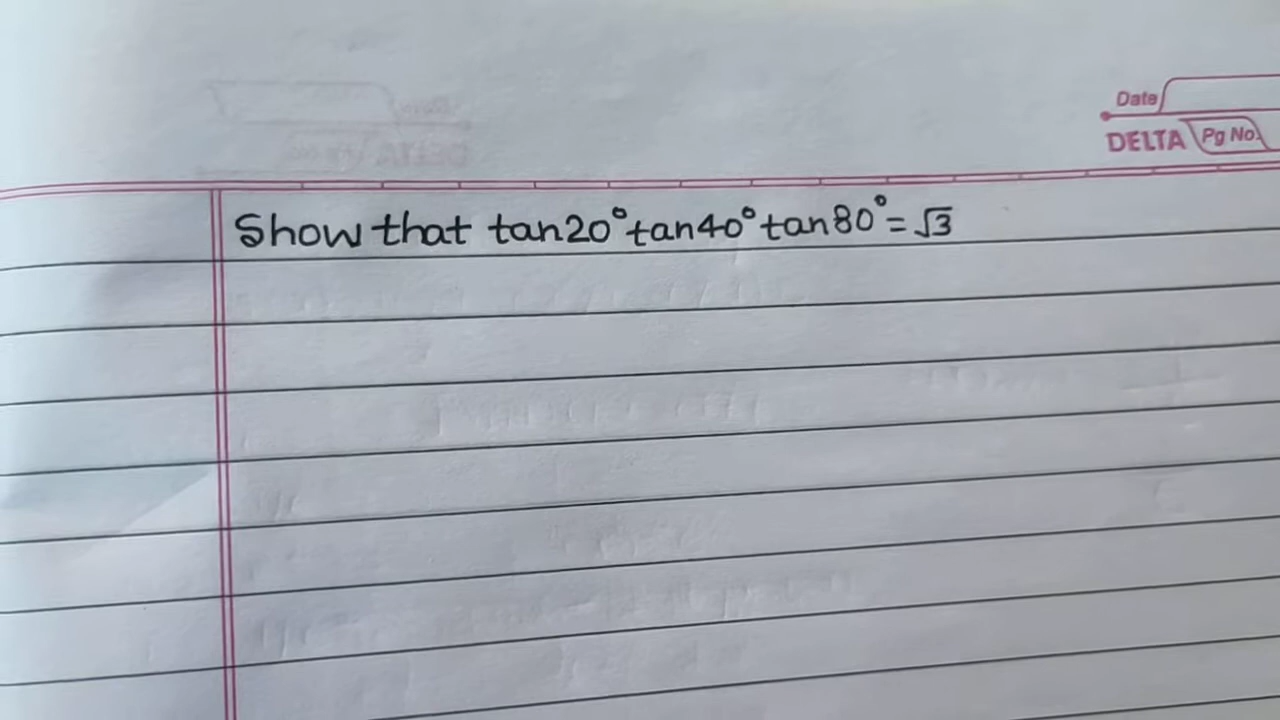 Date
DELTA Pg No.
Show that tan20° tan40° tan80° = √3